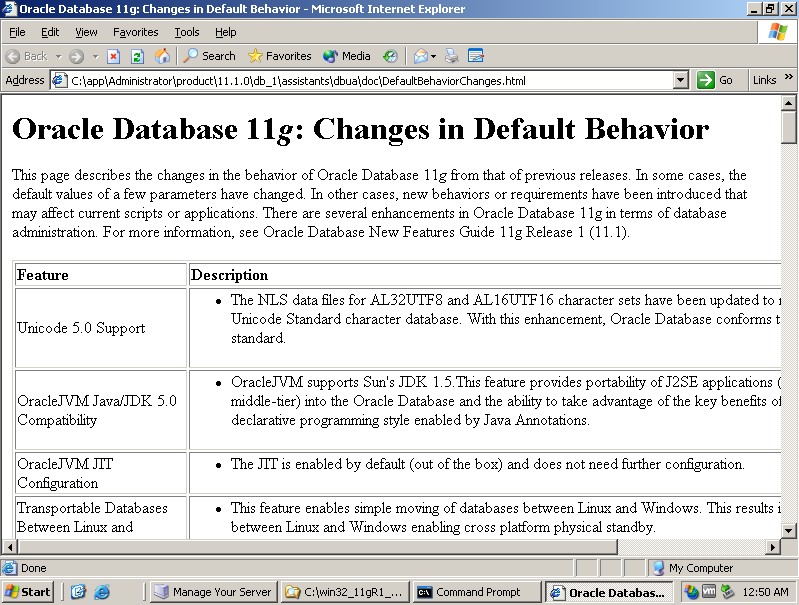 Oracle Database 11g: Changes in Default Behavior - Microsoft Internet Explorer
File Edit View Favorites Tools Help
Back Search Favorites Media
Address C:\app\Administrator\product\11.1.0\db_1\assistants\dbua\doc\DefaultBehaviorChanges.html Go Links »
Oracle Database 11g: Changes in Default Behavior
This page describes the changes in the behavior of Oracle Database 11g from that of previous releases. In some cases, the
default values of a few parameters have changed. In other cases, new behaviors or requirements have been introduced that
may affect current scripts or applications. There are several enhancements in Oracle Database 11g in terms of database
administration. For more information, see Oracle Database New Features Guide 11g Release 1 (11.1).
Feature Description
Unicode 5.0 Support
• The NLS data files for AL32UTF8 and AL16UTF16 character sets have been updated to
Unicode Standard character database. With this enhancement, Oracle Database conforms
standard.
OracleJVM Java/JDK 5.0
Compatibility
• OracleJVM supports Sun's JDK 1.5.This feature provides portability of J2SE applications (
middle-tier) into the Oracle Database and the ability to take advantage of the key benefits of
declarative programming style enabled by Java Annotations.
OracleJVM JIT
Configuration
• The JIT is enabled by default (out of the box) and does not need further configuration.
Transportable Databases
Between Linux and
• This feature enables simple moving of databases between Linux and Windows. This results
between Linux and Windows enabling cross platform physical standby.
Done My Computer
Start Manage Your Server C:\win32_11gR1_... Command Prompt Oracle Databas... 12:50 AM